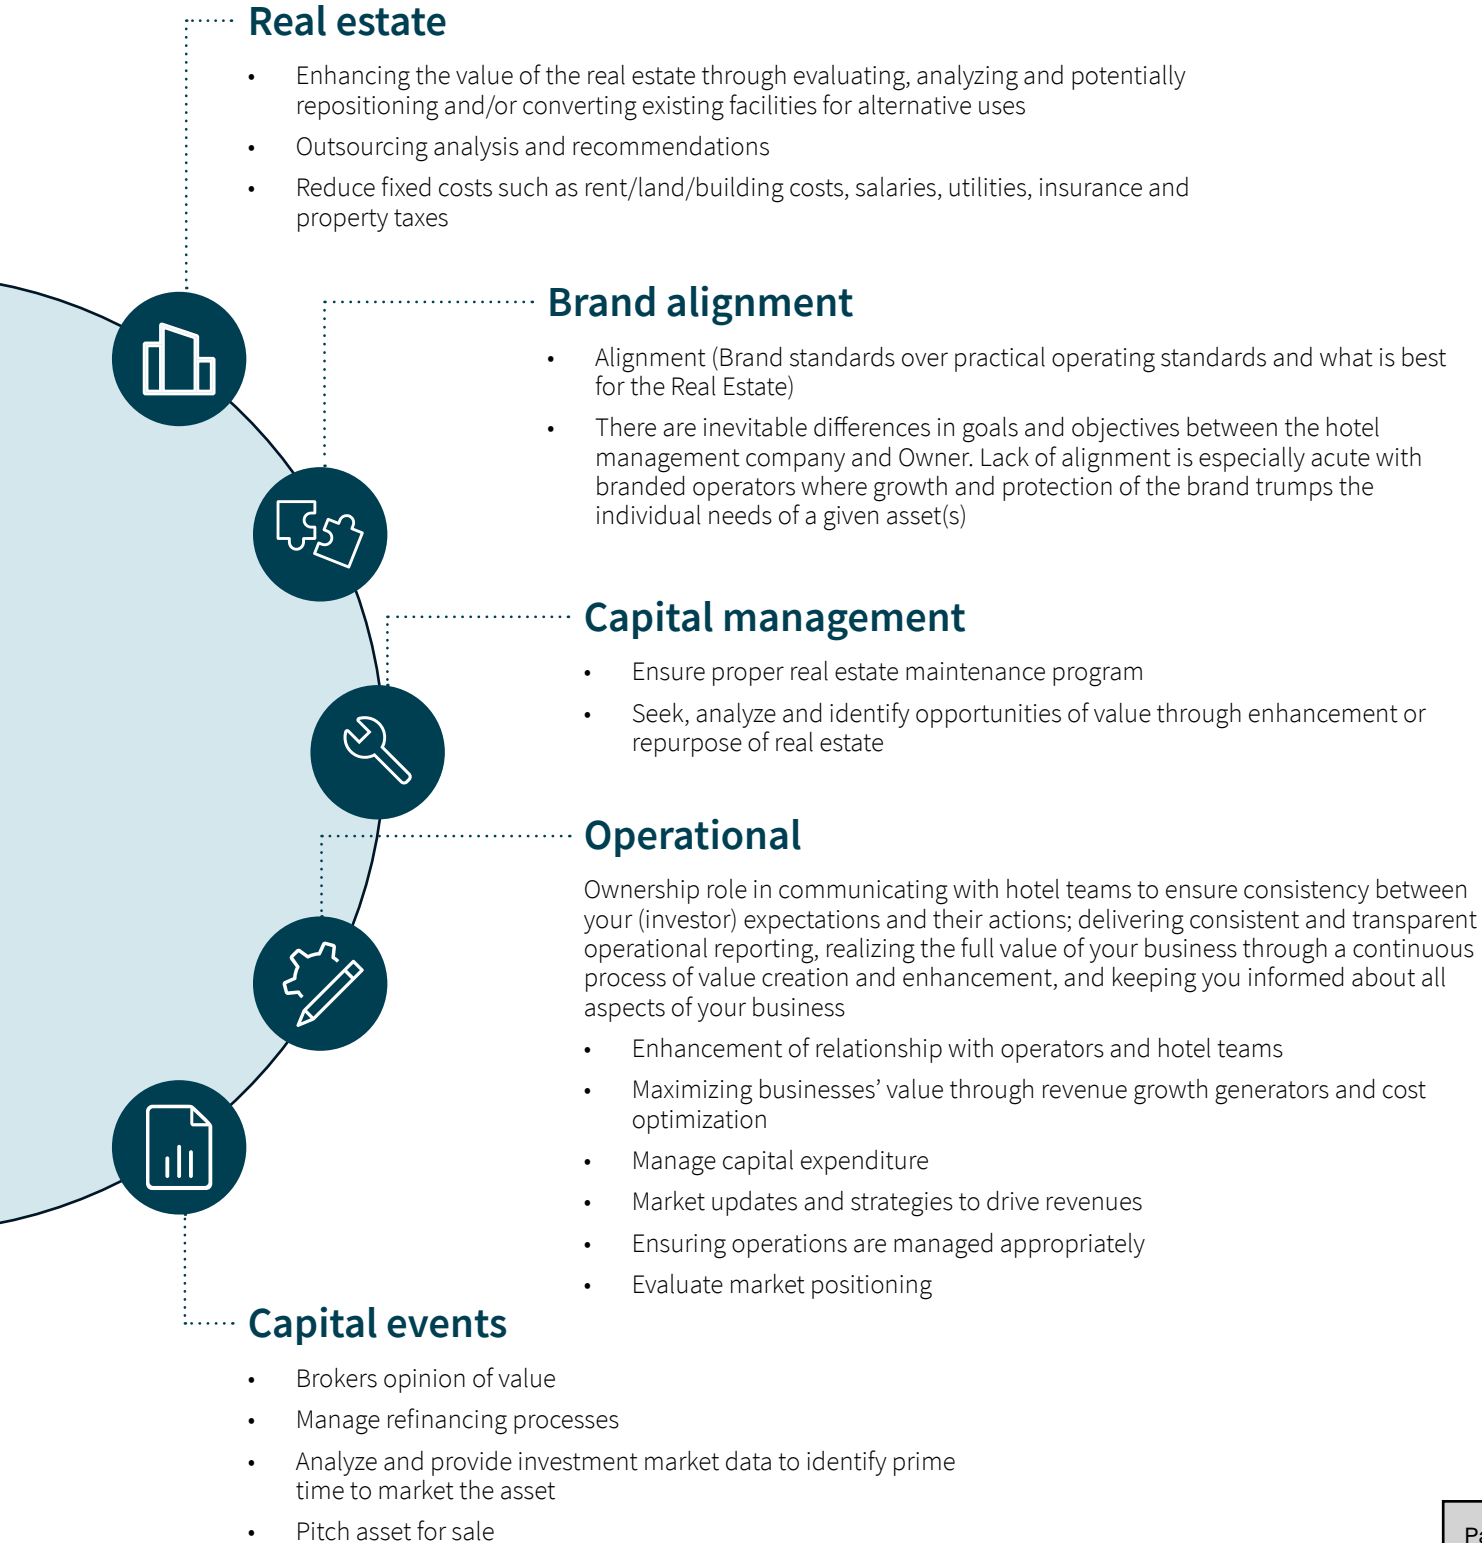 Real estate
• Enhancing the value of the real estate through evaluating, analyzing and potentially
repositioning and/or converting existing facilities for alternative uses
• Outsourcing analysis and recommendations
• Reduce fixed costs such as rent/land/building costs, salaries, utilities, insurance and
property taxes
Brand alignment
• Alignment (Brand standards over practical operating standards and what is best
for the Real Estate)
• There are inevitable differences in goals and objectives between the hotel
management company and Owner. Lack of alignment is especially acute with
branded operators where growth and protection of the brand trumps the
individual needs of a given asset(s)
Capital management
• Ensure proper real estate maintenance program
• Seek, analyze and identify opportunities of value through enhancement or
repurpose of real estate
Operational
Ownership role in communicating with hotel teams to ensure consistency between
your (investor) expectations and their actions; delivering consistent and transparent
operational reporting, realizing the full value of your business through a continuous
process of value creation and enhancement, and keeping you informed about all
aspects of your business
• Enhancement of relationship with operators and hotel teams
• Maximizing businesses’ value through revenue growth generators and cost
optimization
• Manage capital expenditure
• Market updates and strategies to drive revenues
• Ensuring operations are managed appropriately
• Evaluate market positioning
Capital events
• Brokers opinion of value
• Manage refinancing processes
• Analyze and provide investment market data to identify prime
time to market the asset
• Pitch asset for sale